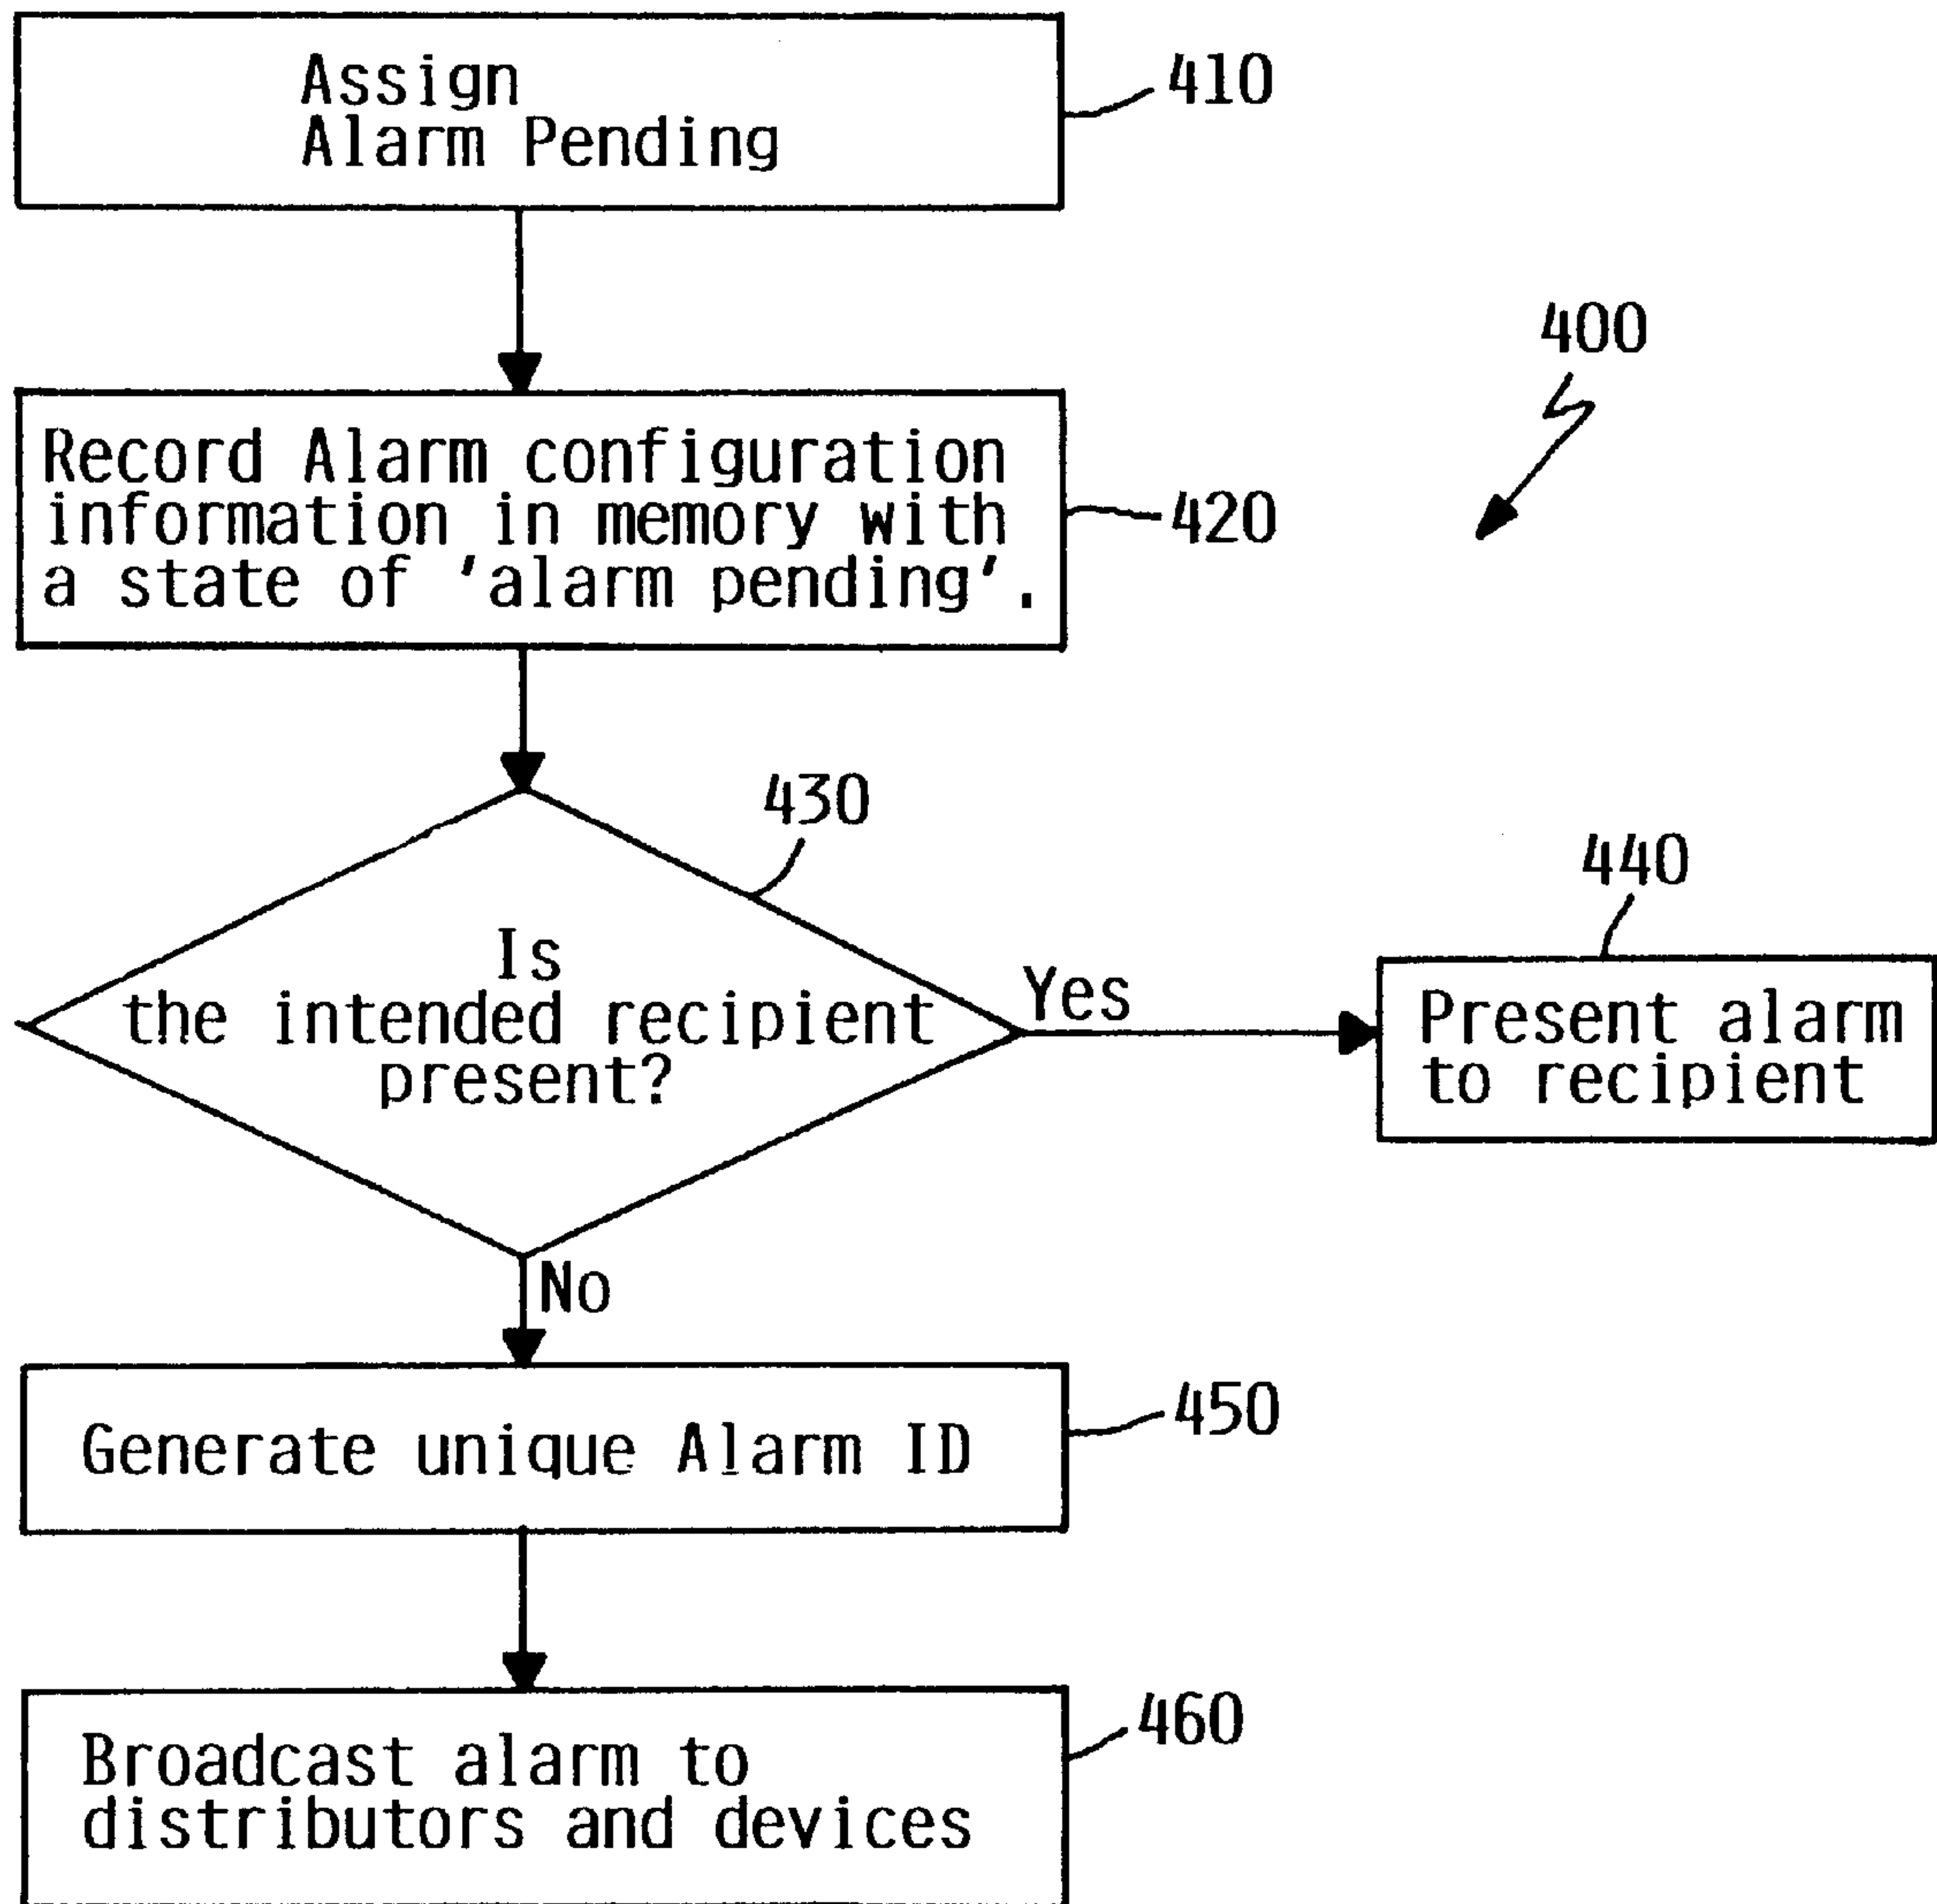 Assign
Alarm Pending
410
400
Record Alarm configuration
information in memory with
a state of 'alarm pending'.
420
430
Is
the intended recipient
present?
Yes
440
Present alarm
to recipient
No
450
Generate unique Alarm ID
460
Broadcast alarm to
distributors and devices